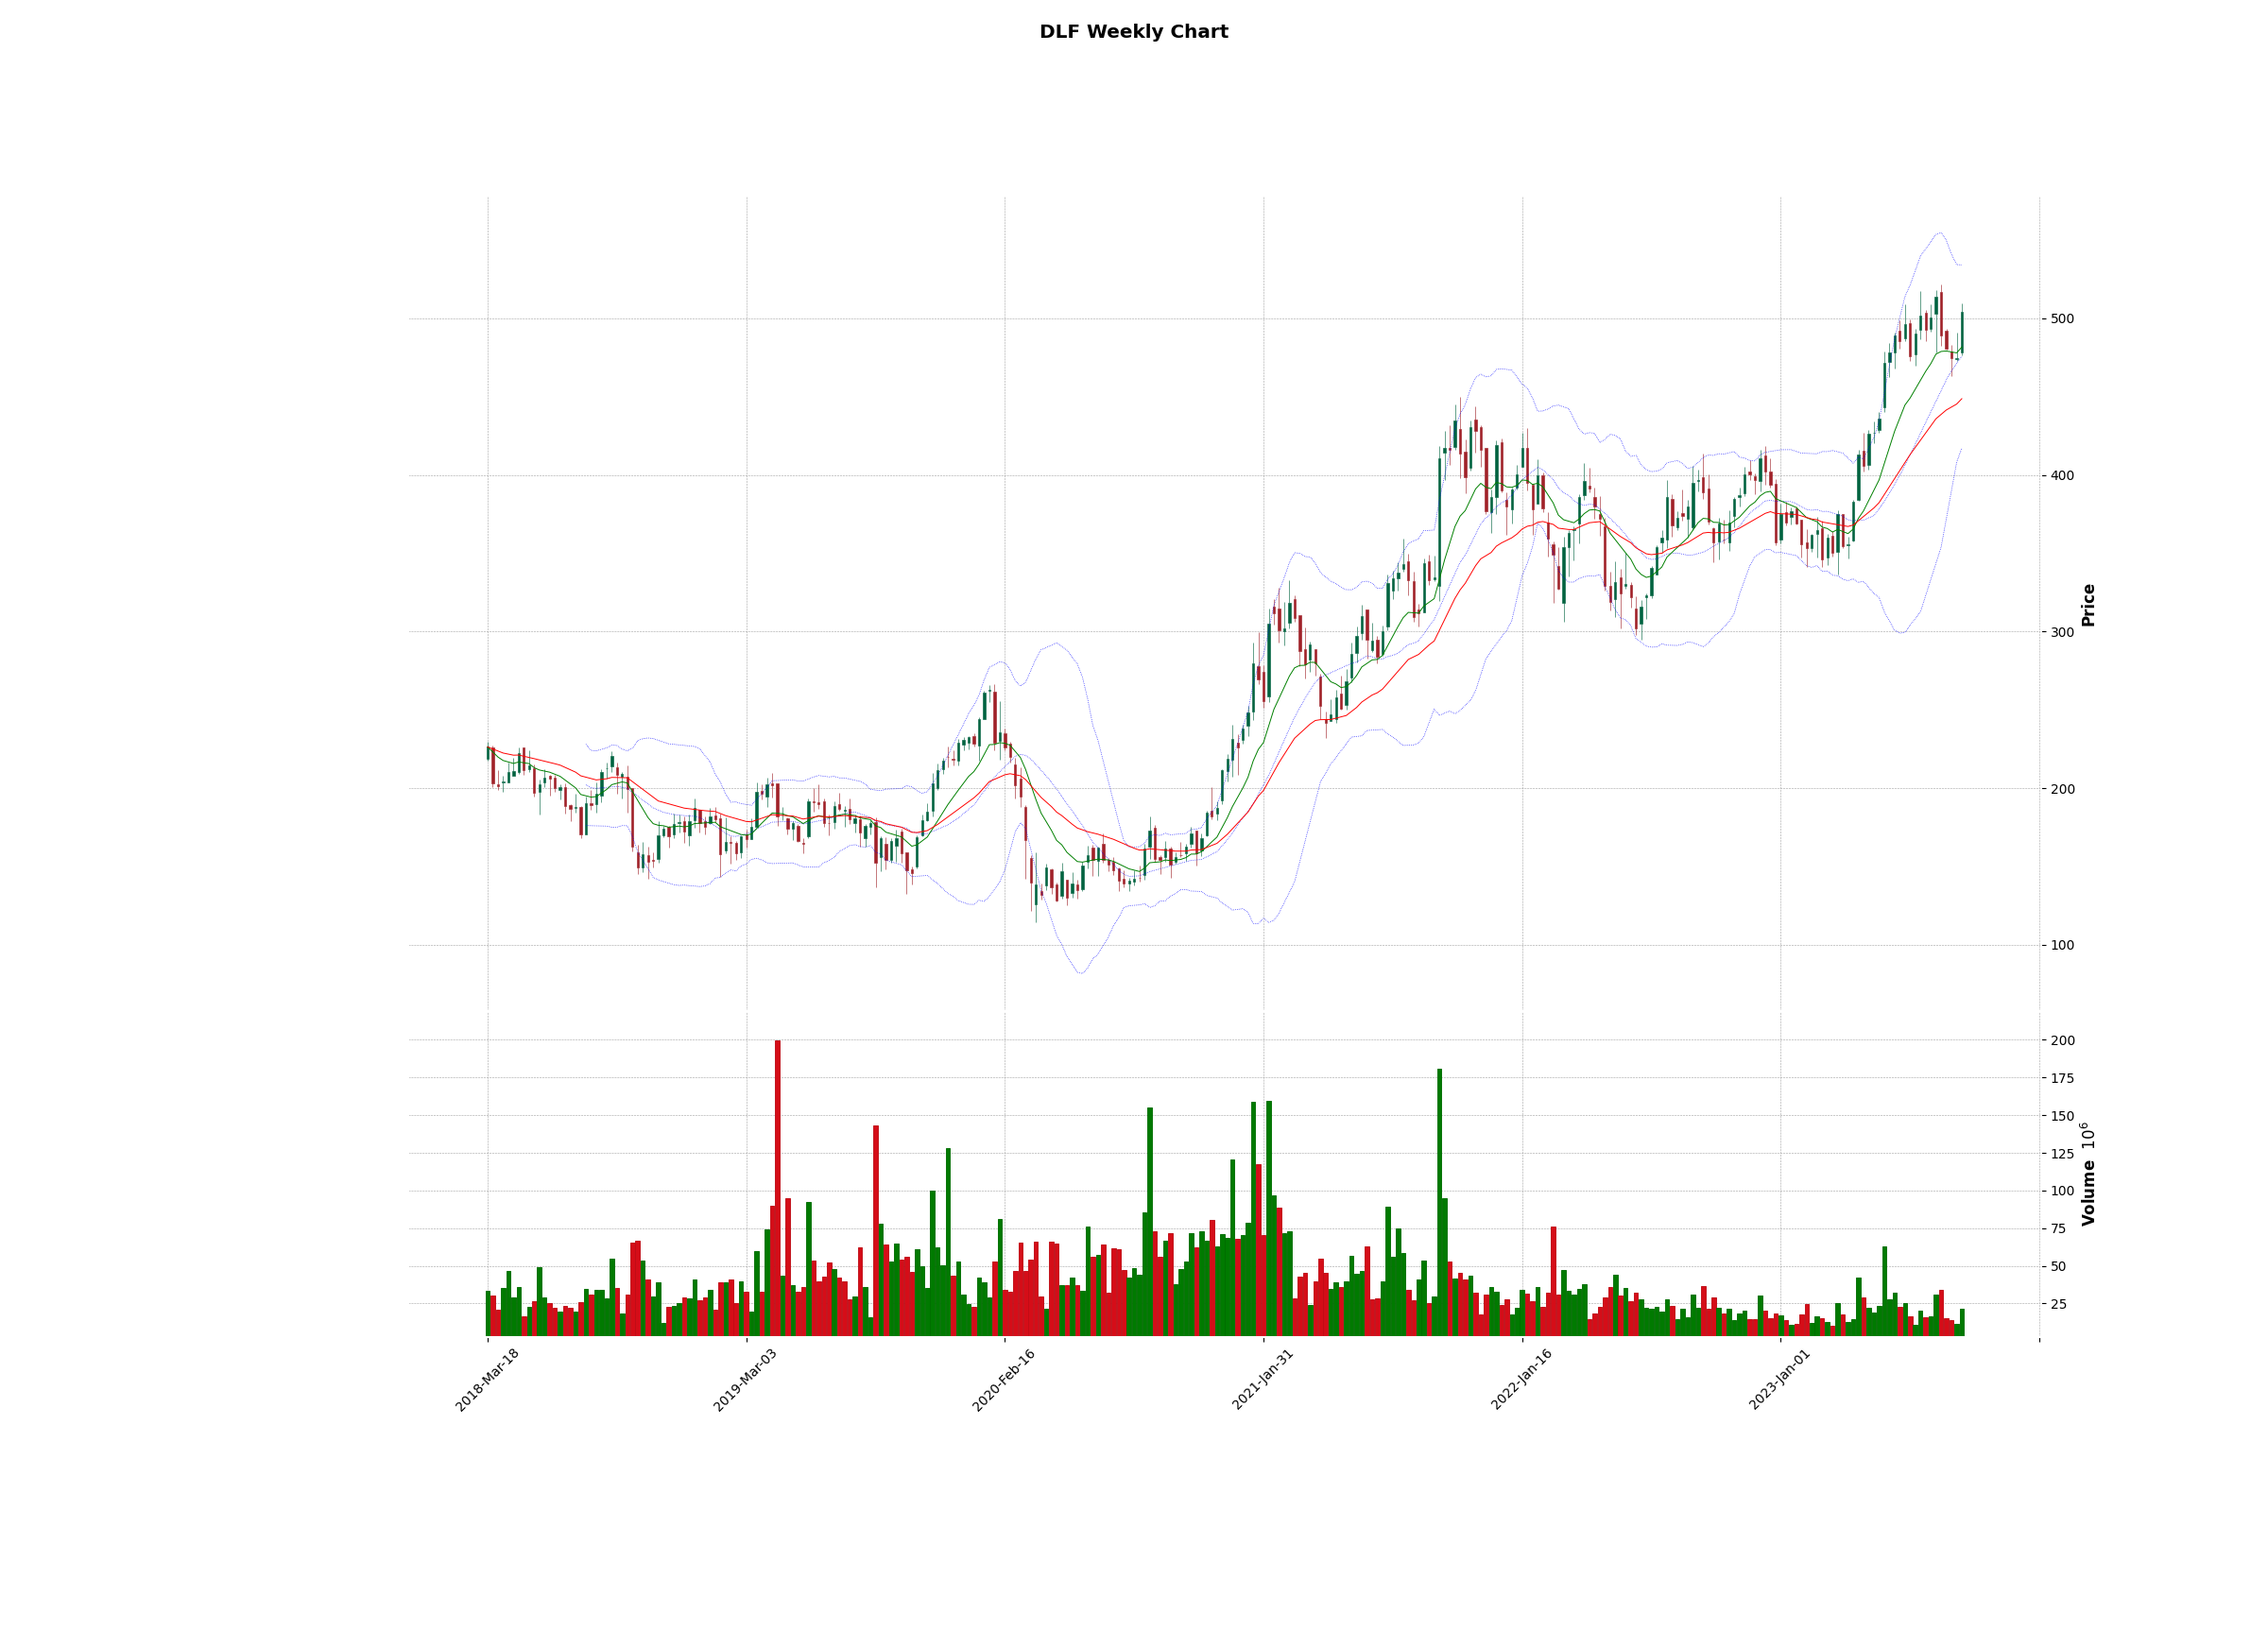 DLF Weekly Chart
500
400
300
200
100
Price
200
175
150
125
100
75
50
25
Volume 10⁶
2018-Mar-18
2019-Mar-03
2020-Feb-16
2021-Jan-31
2022-Jan-16
2023-Jan-01